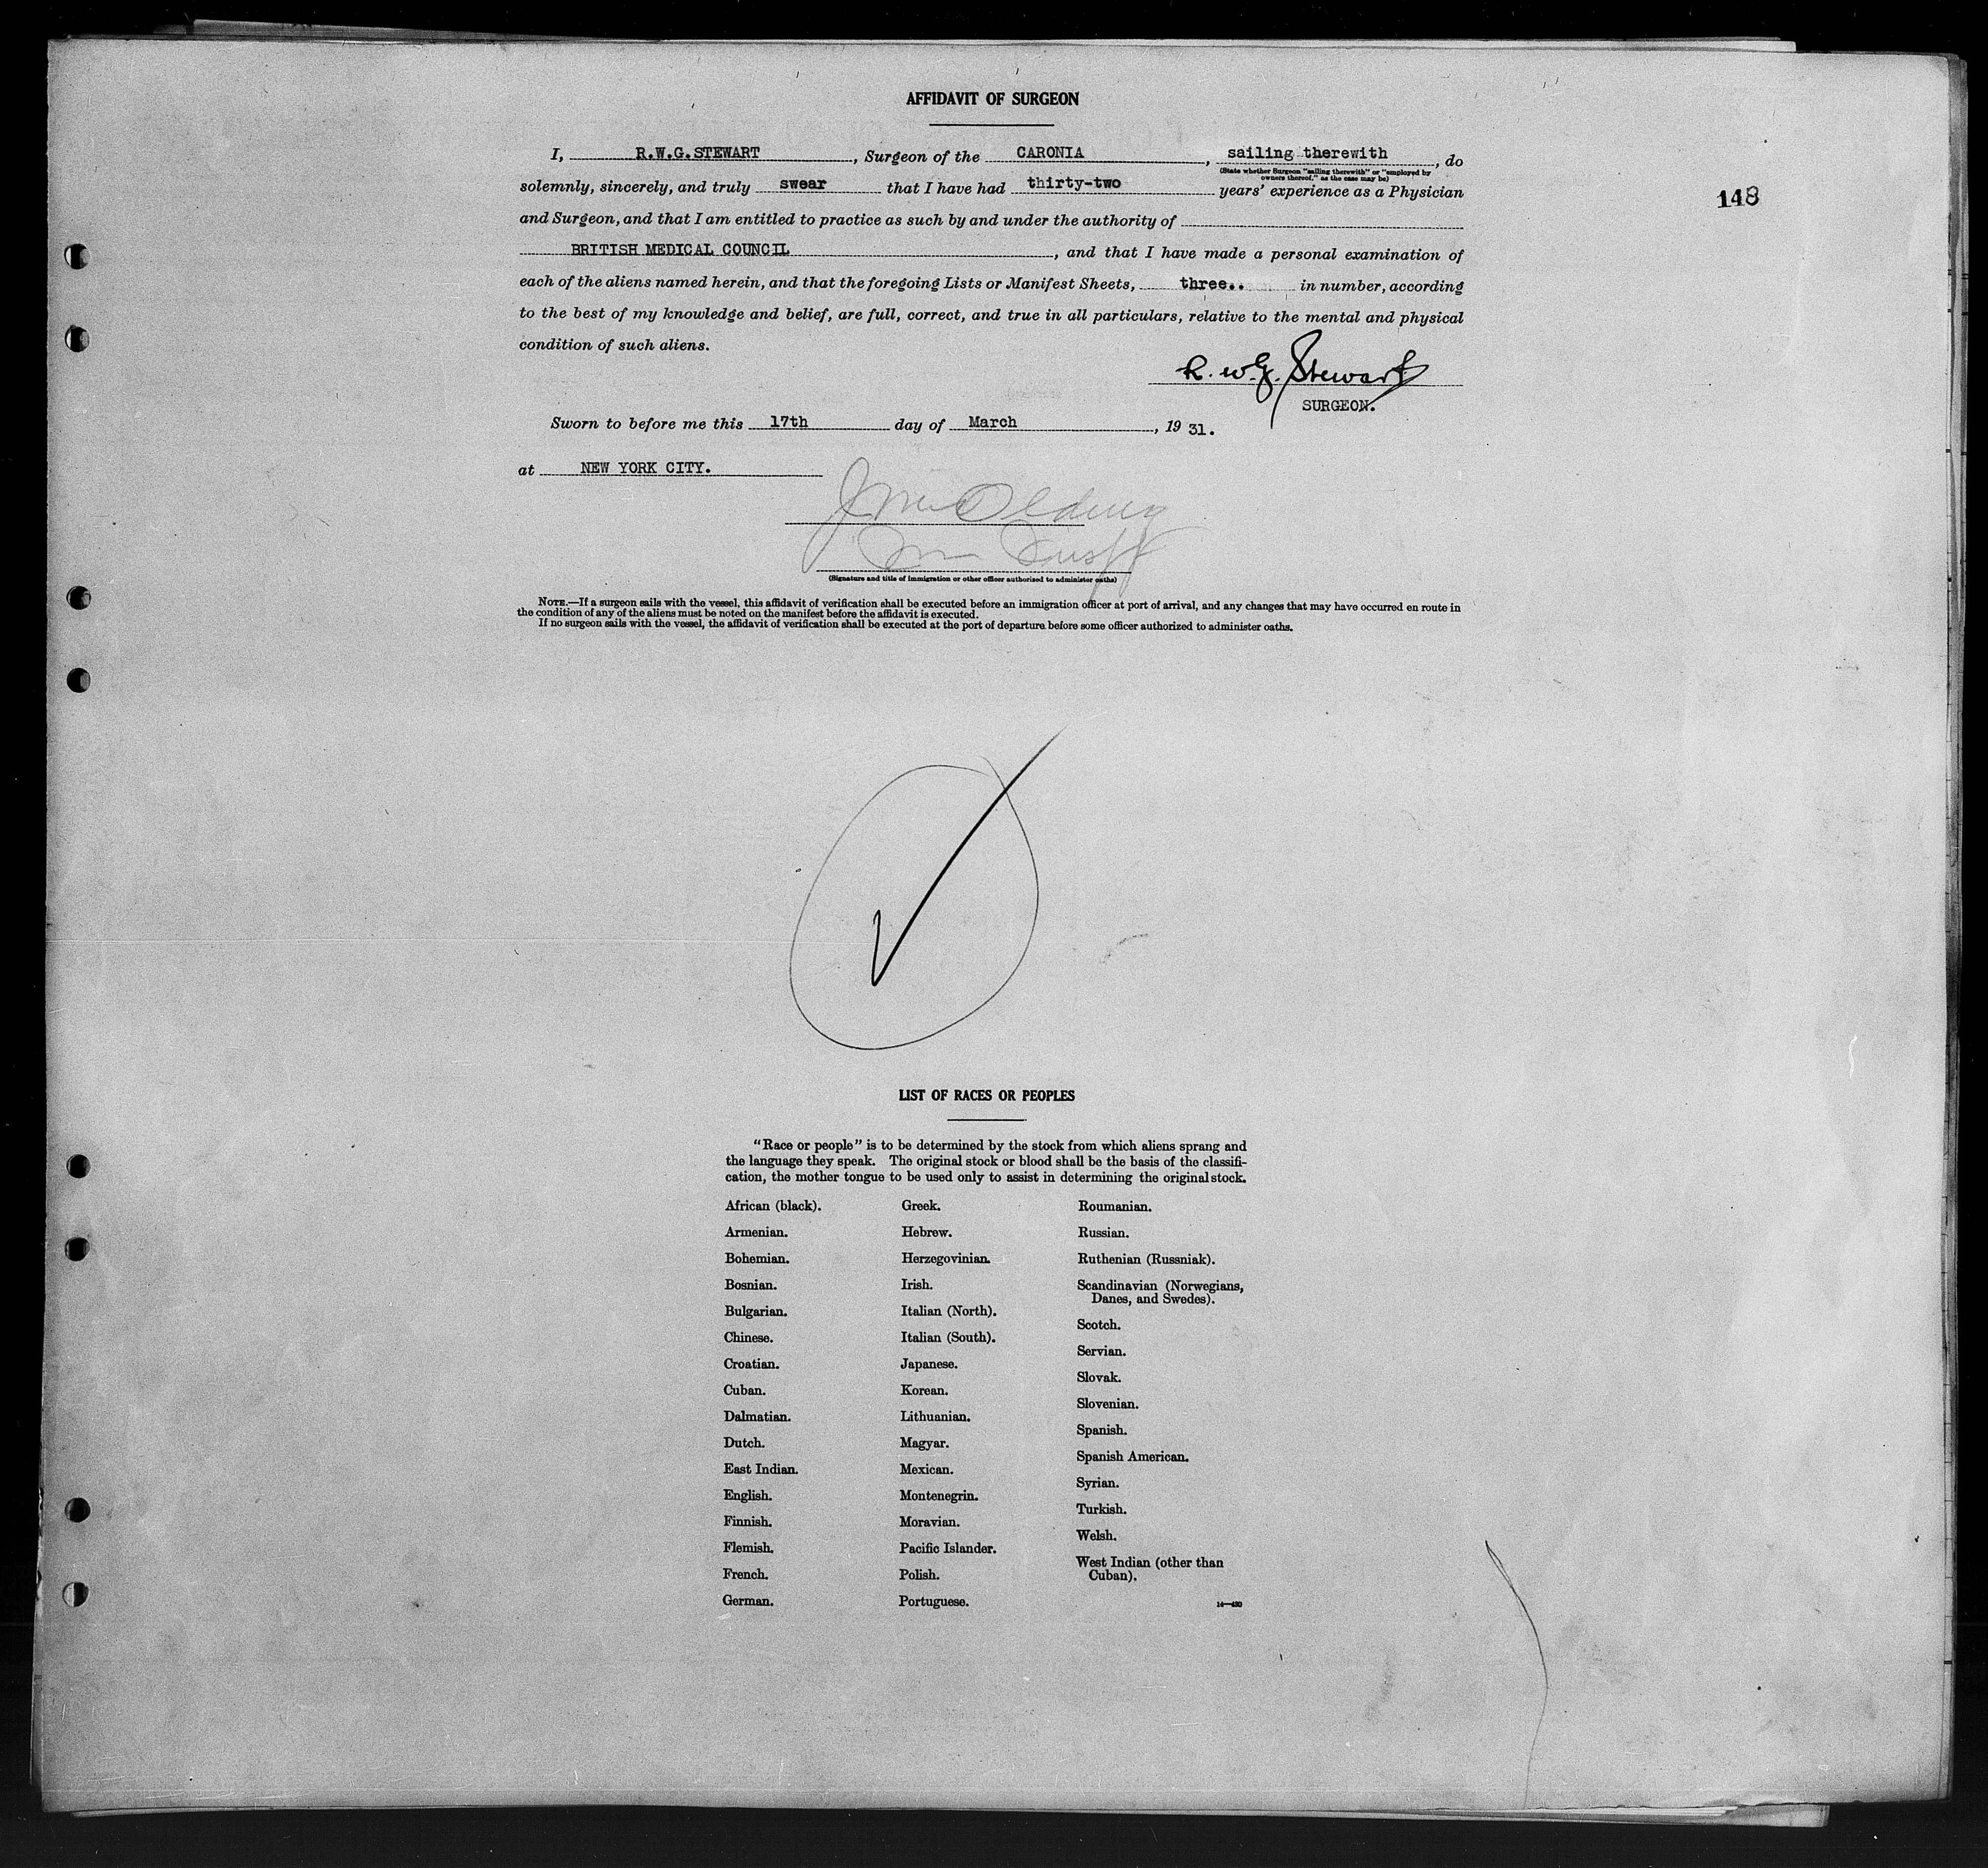 AFFIDAVIT OF SURGEON
I, R.W.G.STEWART, Surgeon of the CARONIA, sailing therewith, do
(State whether Surgeon "sailing therewith" or "employed by
owners thereof," as the case may be)
solemnly, sincerely, and truly swear that I have had thirty-two years' experience as a Physician
148
and Surgeon, and that I am entitled to practice as such by and under the authority of
BRITISH MEDICAL COUNCIL, and that I have made a personal examination of
each of the aliens named herein, and that the foregoing Lists or Manifest Sheets, three.. in number, according
to the best of my knowledge and belief, are full, correct, and true in all particulars, relative to the mental and physical
condition of such aliens.
R. W. G. Stewart
SURGEON.
Sworn to before me this 17th day of March, 19 31.
at NEW YORK CITY.
(Signature and title of immigration or other officer authorized to administer oaths)
NOTE.—If a surgeon sails with the vessel, this affidavit of verification shall be executed before an immigration officer at port of arrival, and any changes that may have occurred en route in
the condition of any of the aliens must be noted on the manifest before the affidavit is executed.
If no surgeon sails with the vessel, the affidavit of verification shall be executed at the port of departure before some officer authorized to administer oaths.
LIST OF RACES OR PEOPLES
"Race or people" is to be determined by the stock from which aliens sprang and
the language they speak. The original stock or blood shall be the basis of the classifi-
cation, the mother tongue to be used only to assist in determining the original stock.
African (black).
Armenian.
Bohemian.
Bosnian.
Bulgarian.
Chinese.
Croatian.
Cuban.
Dalmatian.
Dutch.
East Indian.
English.
Finnish.
Flemish.
French.
German.
Greek.
Hebrew.
Herzegovinian.
Irish.
Italian (North).
Italian (South).
Japanese.
Korean.
Lithuanian.
Magyar.
Mexican.
Montenegrin.
Moravian.
Pacific Islander.
Polish.
Portuguese.
Roumanian.
Russian.
Ruthenian (Russniak).
Scandinavian (Norwegians,
Danes, and Swedes).
Scotch.
Servian.
Slovak.
Slovenian.
Spanish.
Spanish American.
Syrian.
Turkish.
Welsh.
West Indian (other than
Cuban).
14—430